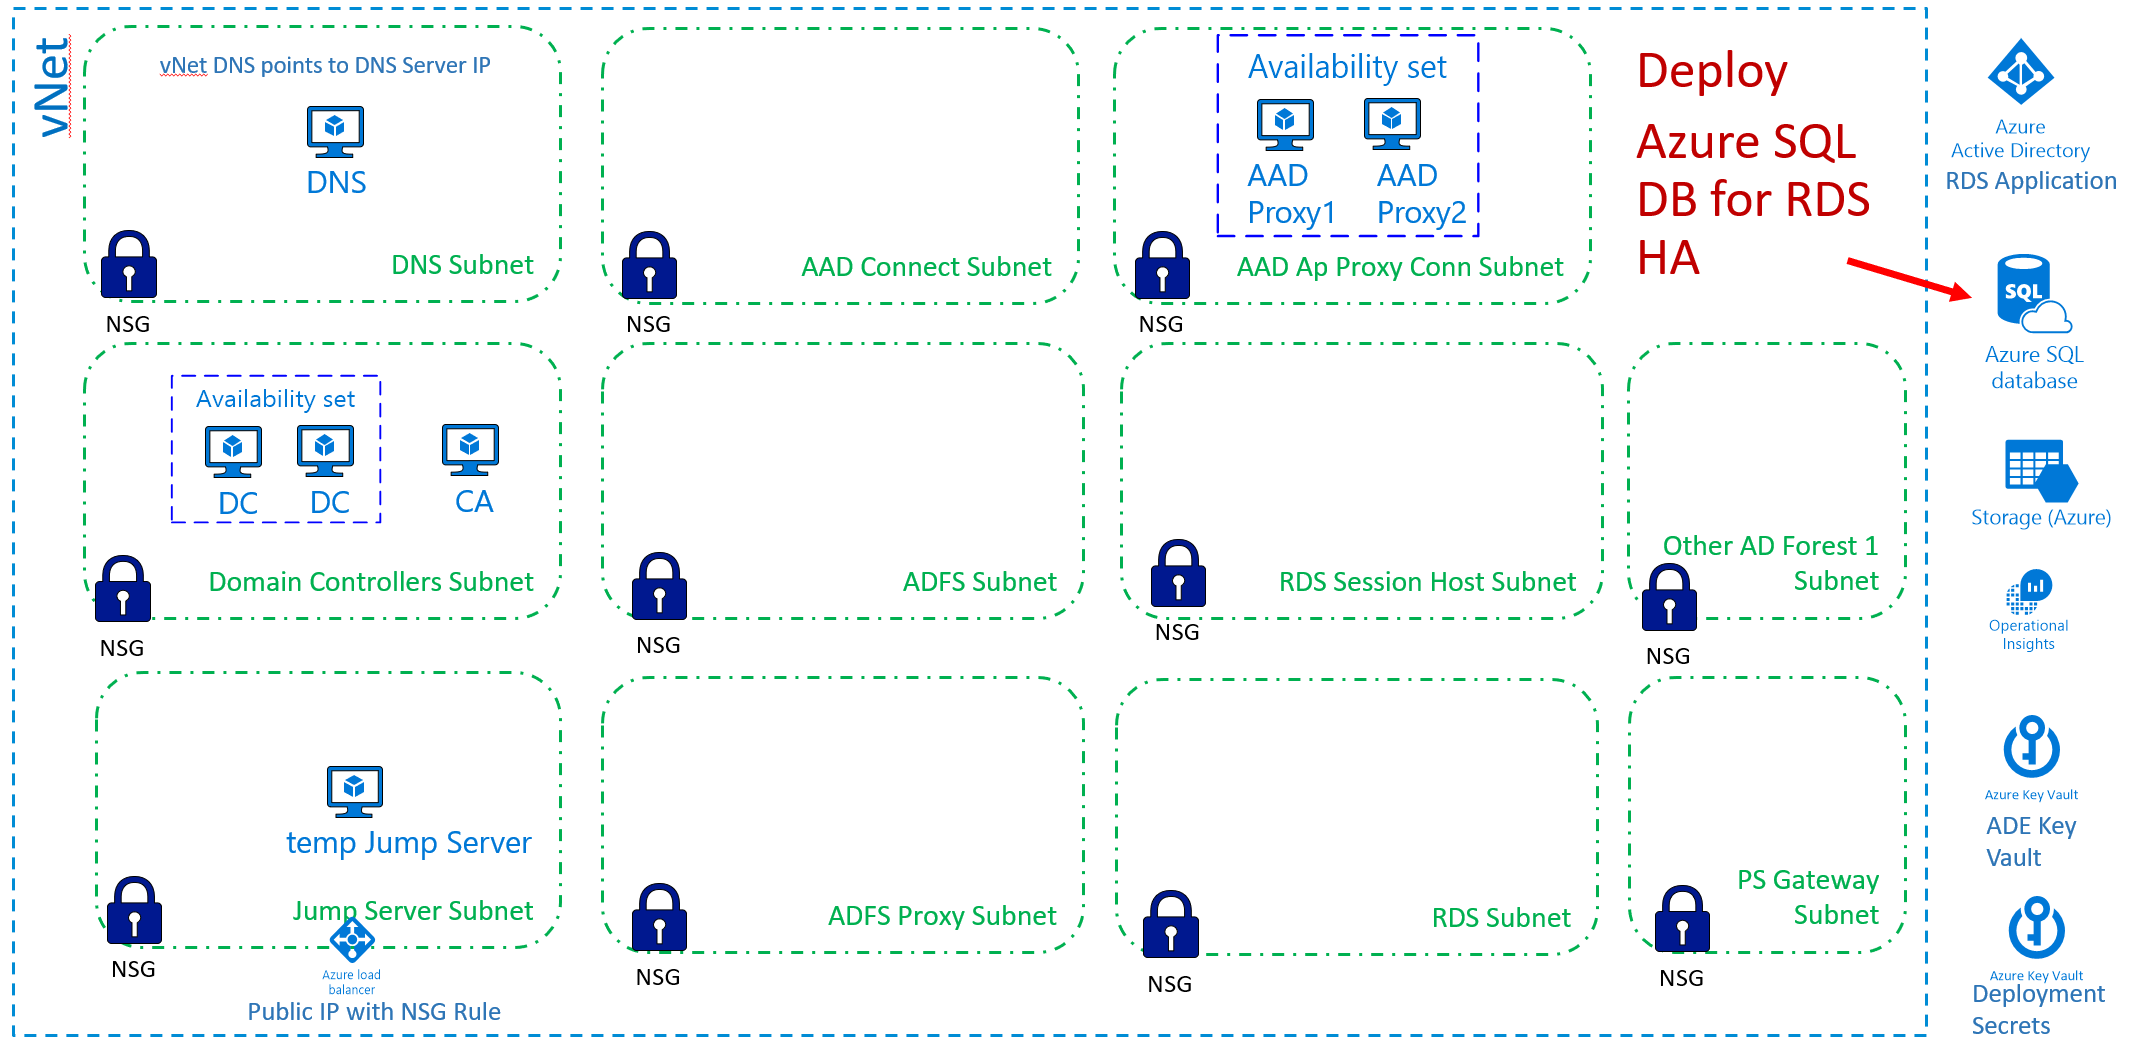 vNet
vNet DNS points to DNS Server IP
DNS
DNS Subnet
NSG
AAD Connect Subnet
NSG
Availability set
AAD
Proxy1
AAD
Proxy2
AAD Ap Proxy Conn Subnet
NSG
Deploy
Azure SQL
DB for RDS
HA
Azure
Active Directory
RDS Application
SQL
Azure SQL
database
Availability set
DC
DC
CA
Domain Controllers Subnet
NSG
ADFS Subnet
NSG
RDS Session Host Subnet
NSG
Other AD Forest 1
Subnet
NSG
Storage (Azure)
Operational
Insights
temp Jump Server
Jump Server Subnet
NSG
Azure load
balancer
Public IP with NSG Rule
ADFS Proxy Subnet
NSG
RDS Subnet
NSG
PS Gateway
Subnet
NSG
Azure Key Vault
ADE Key
Vault
Azure Key Vault
Deployment
Secrets